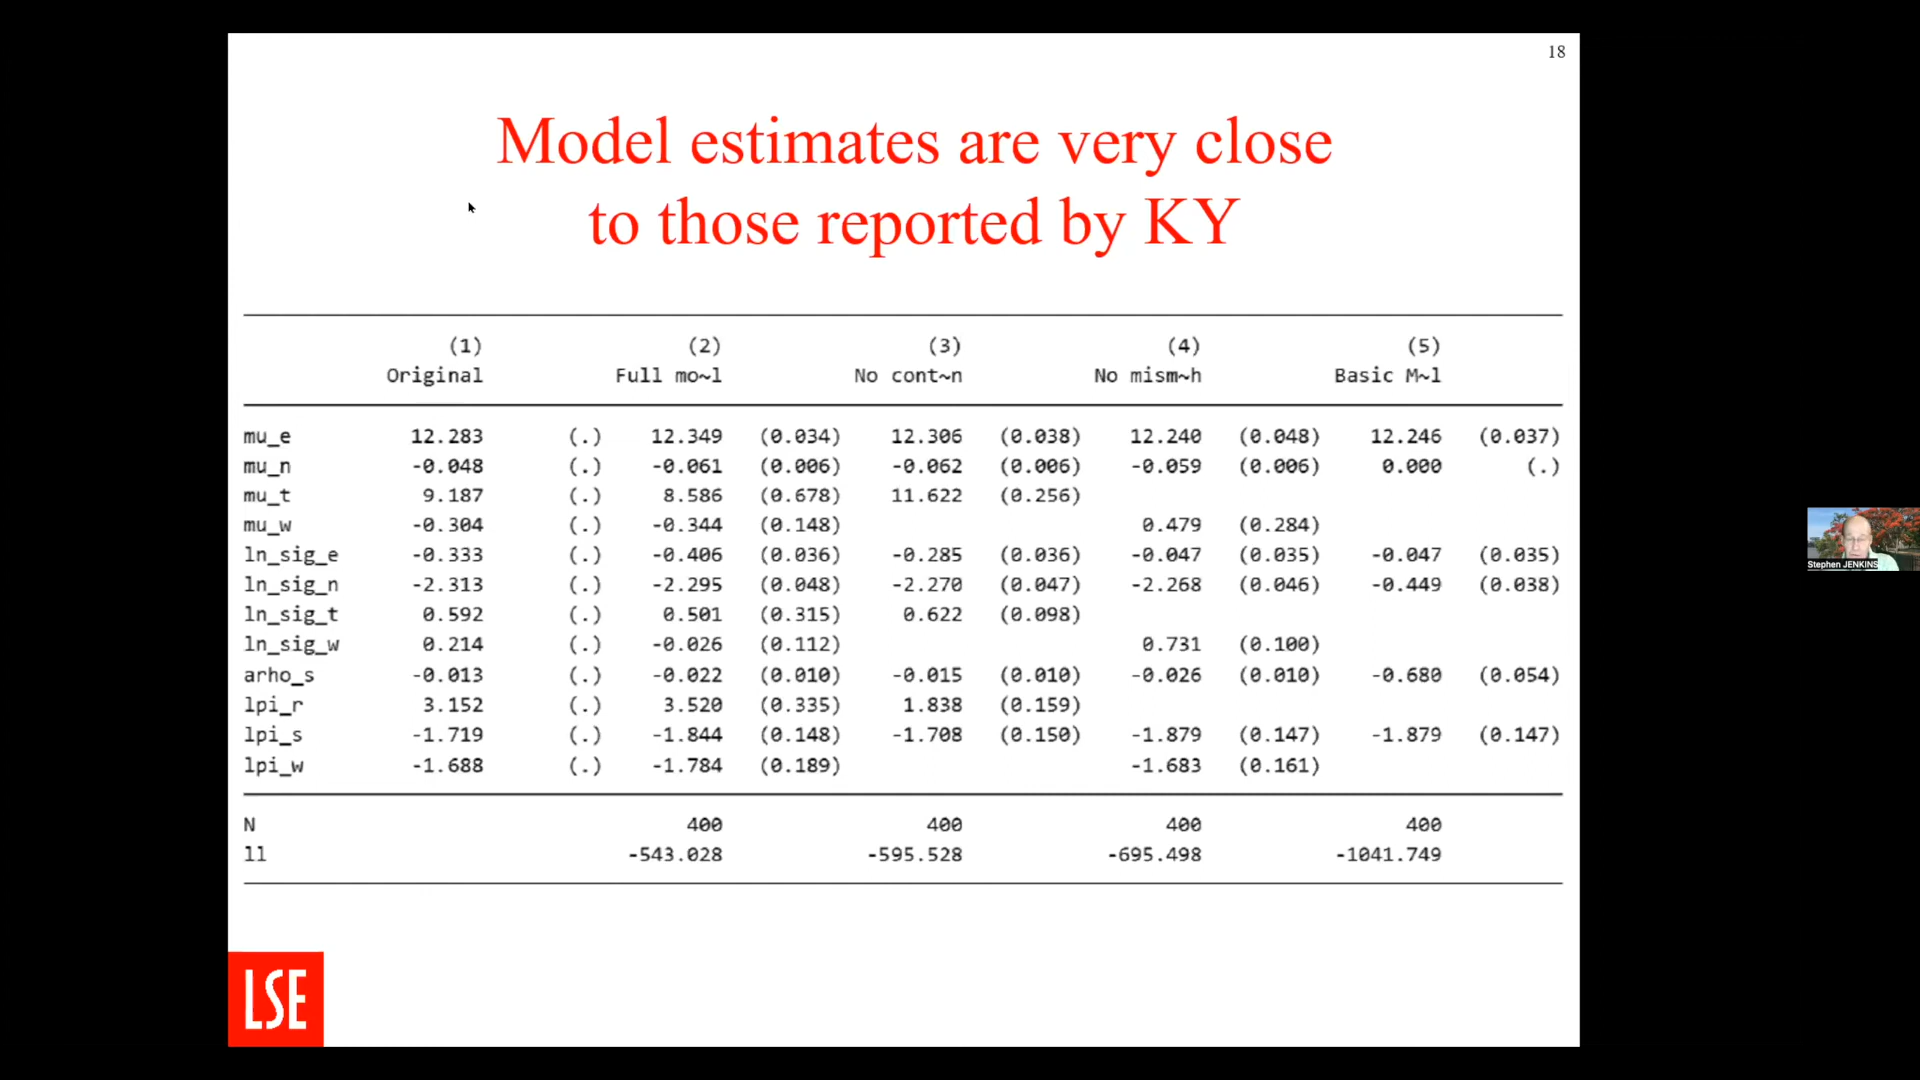 18
Model estimates are very close
to those reported by KY
(1) (2) (3) (4) (5)
Original Full mo~l No cont~n No mism~h Basic M~l
mu_e 12.283 (.) 12.349 (0.034) 12.306 (0.038) 12.240 (0.048) 12.246 (0.037)
mu_n -0.048 (.) -0.061 (0.006) -0.062 (0.006) -0.059 (0.006) 0.000 (.)
mu_t 9.187 (.) 8.586 (0.678) 11.622 (0.256)
mu_w -0.304 (.) -0.344 (0.148) 0.479 (0.284)
ln_sig_e -0.333 (.) -0.406 (0.036) -0.285 (0.036) -0.047 (0.035) -0.047 (0.035)
ln_sig_n -2.313 (.) -2.295 (0.048) -2.270 (0.047) -2.268 (0.046) -0.449 (0.038)
ln_sig_t 0.592 (.) 0.501 (0.315) 0.622 (0.098)
ln_sig_w 0.214 (.) -0.026 (0.112) 0.731 (0.100)
arho_s -0.013 (.) -0.022 (0.010) -0.015 (0.010) -0.026 (0.010) -0.680 (0.054)
lpi_r 3.152 (.) 3.520 (0.335) 1.838 (0.159)
lpi_s -1.719 (.) -1.844 (0.148) -1.708 (0.150) -1.879 (0.147) -1.879 (0.147)
lpi_w -1.688 (.) -1.784 (0.189) -1.683 (0.161)
N 400 400 400 400
ll -543.028 -595.528 -695.498 -1041.749
LSE
Stephen JENKINS